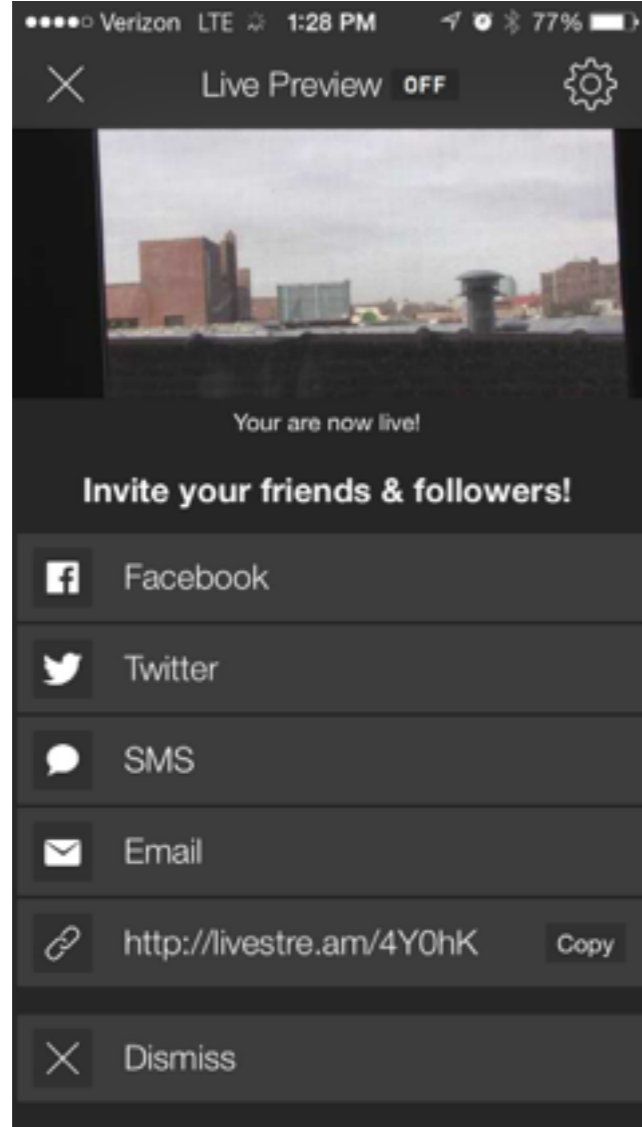 Verizon LTE 1:28 PM 77%
Live Preview OFF
Your are now live!
Invite your friends & followers!
Facebook
Twitter
SMS
Email
http://livestre.am/4Y0hK Copy
Dismiss